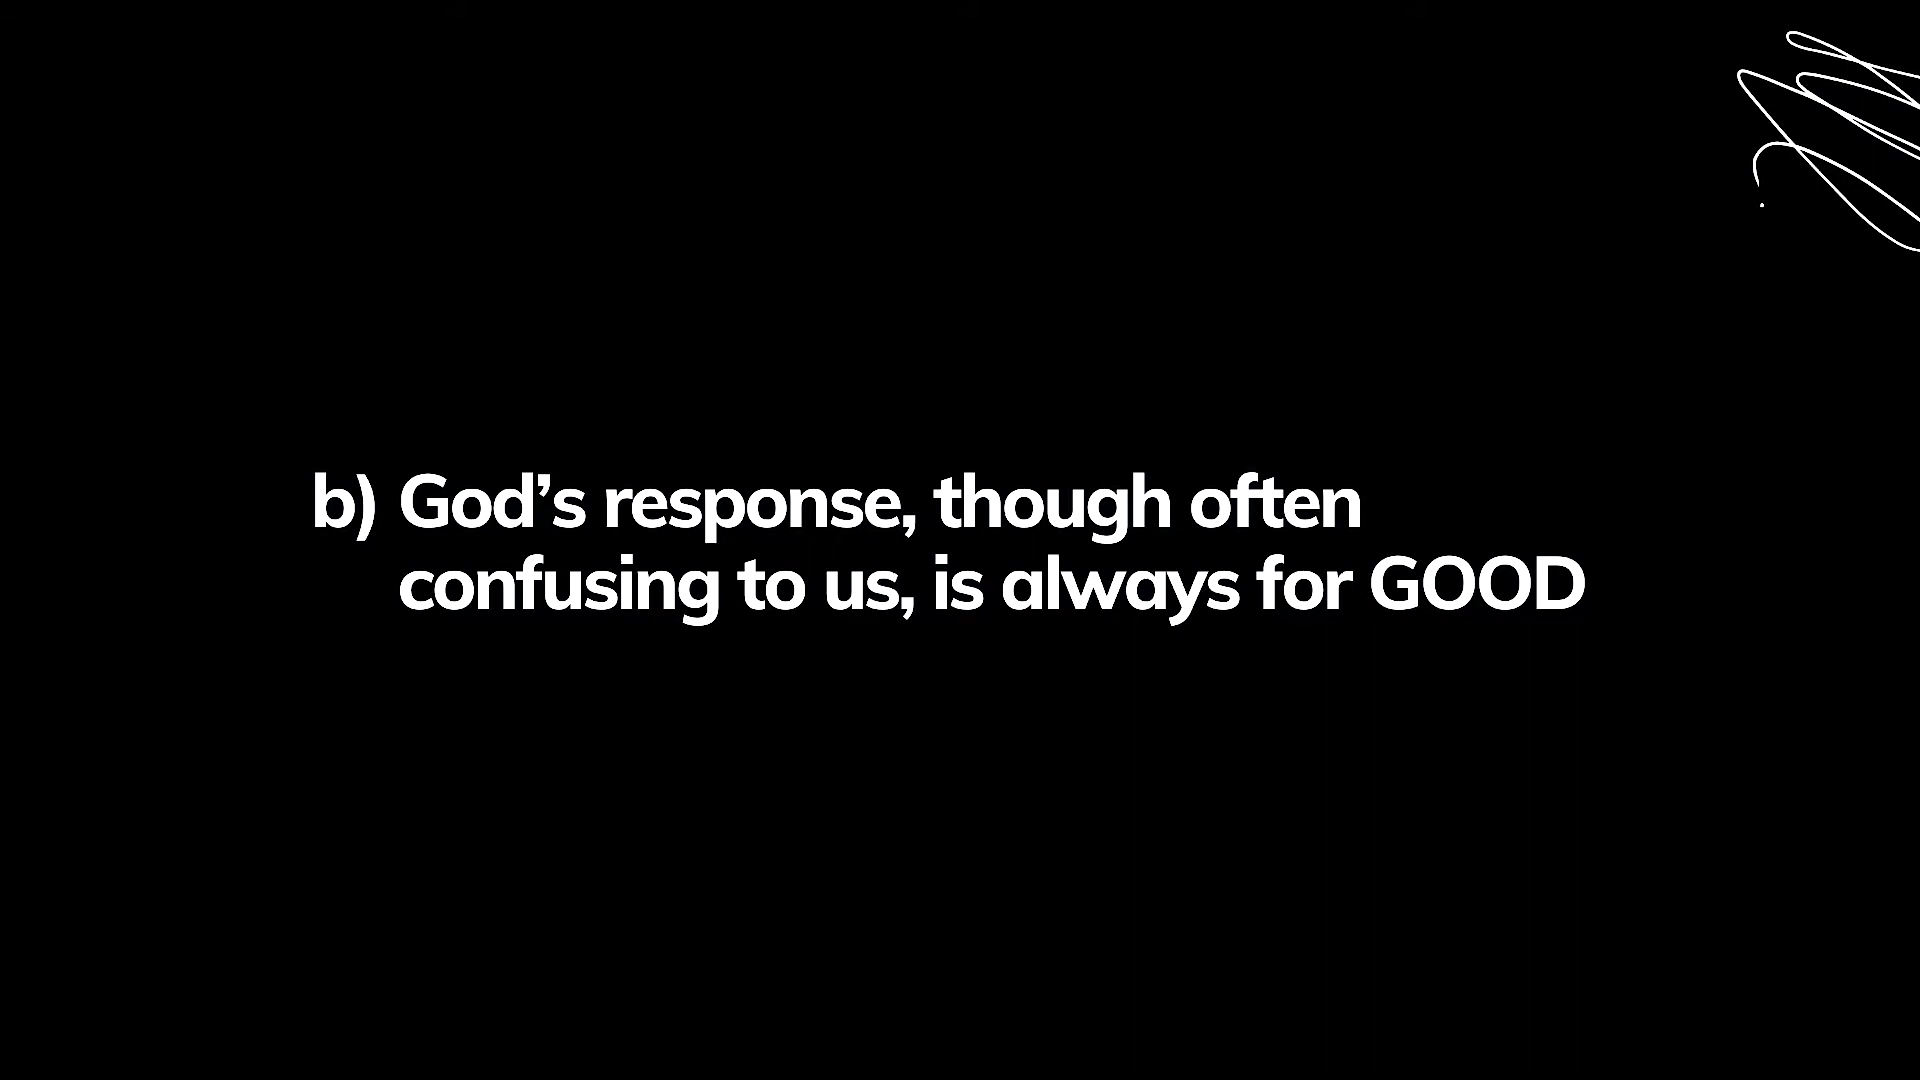 b) God’s response, though often
confusing to us, is always for GOOD